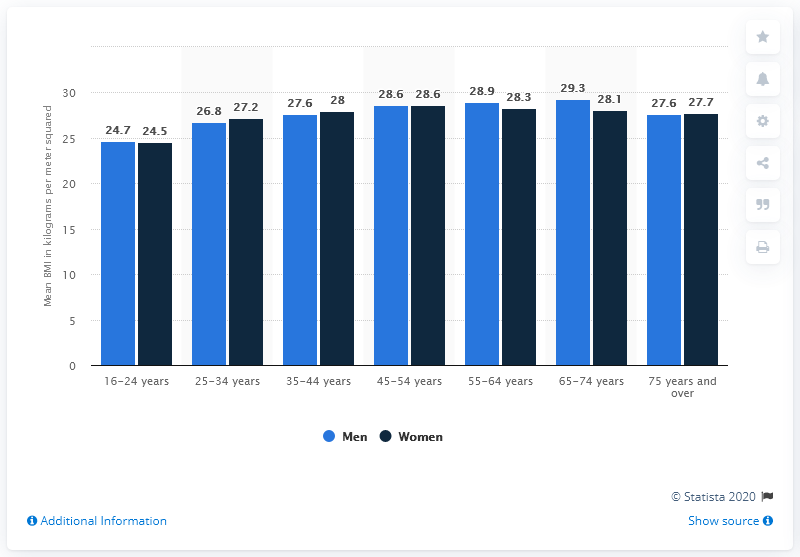 Mean BMI in kilograms per meter squared
30
25
20
15
10
5
0
24.7 24.5
26.8 27.2
27.6 28
28.6 28.6
28.9 28.3
29.3 28.1
27.6 27.7
16-24 years
25-34 years
35-44 years
45-54 years
55-64 years
65-74 years
75 years and
over
Men Women
© Statista 2020
Additional Information
Show source